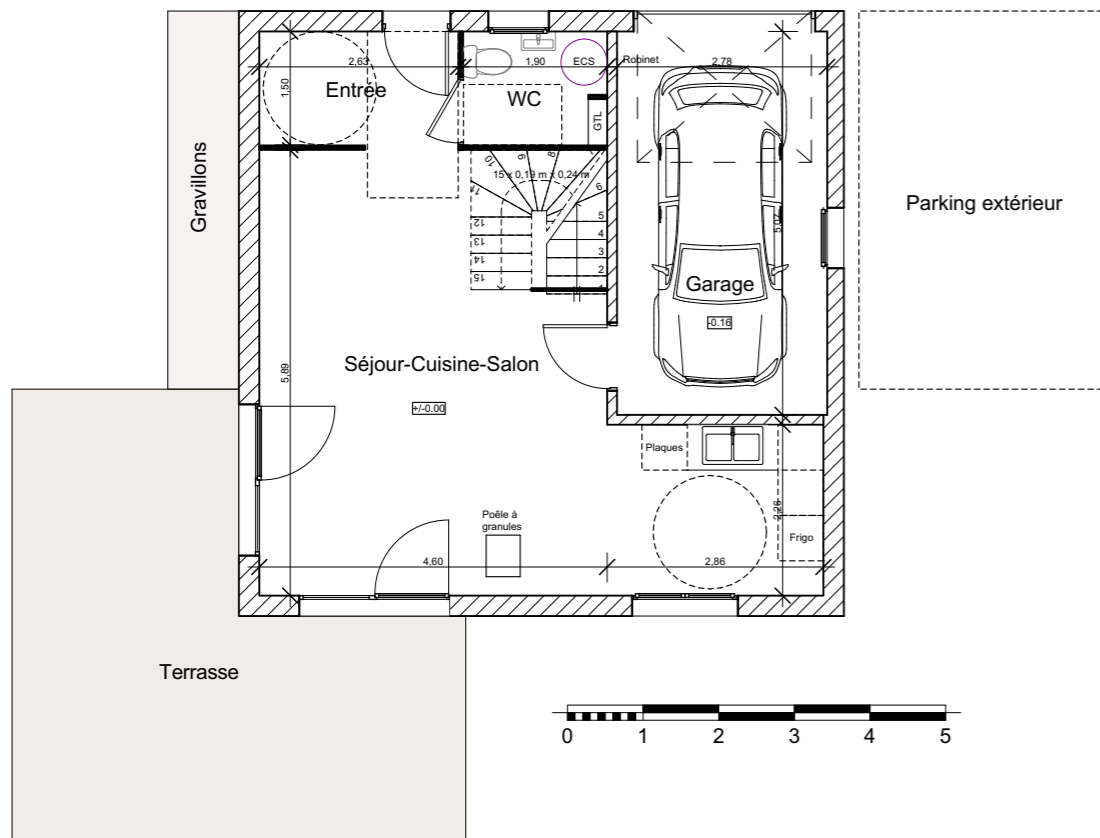 Gravillons
2,63
1,50
Entrée
1,90
ECS
WC
GTL
Robinet
2,78
15 x 0,19 m x 0,24 m
1
2
3
4
5
6
8
9
10
11
12
13
14
15
5,07
Garage
-0.16
Parking extérieur
Séjour-Cuisine-Salon
5,89
+/-0.00
Plaques
2,26
Frigo
Poêle à
granules
4,60
2,86
Terrasse
0 1 2 3 4 5